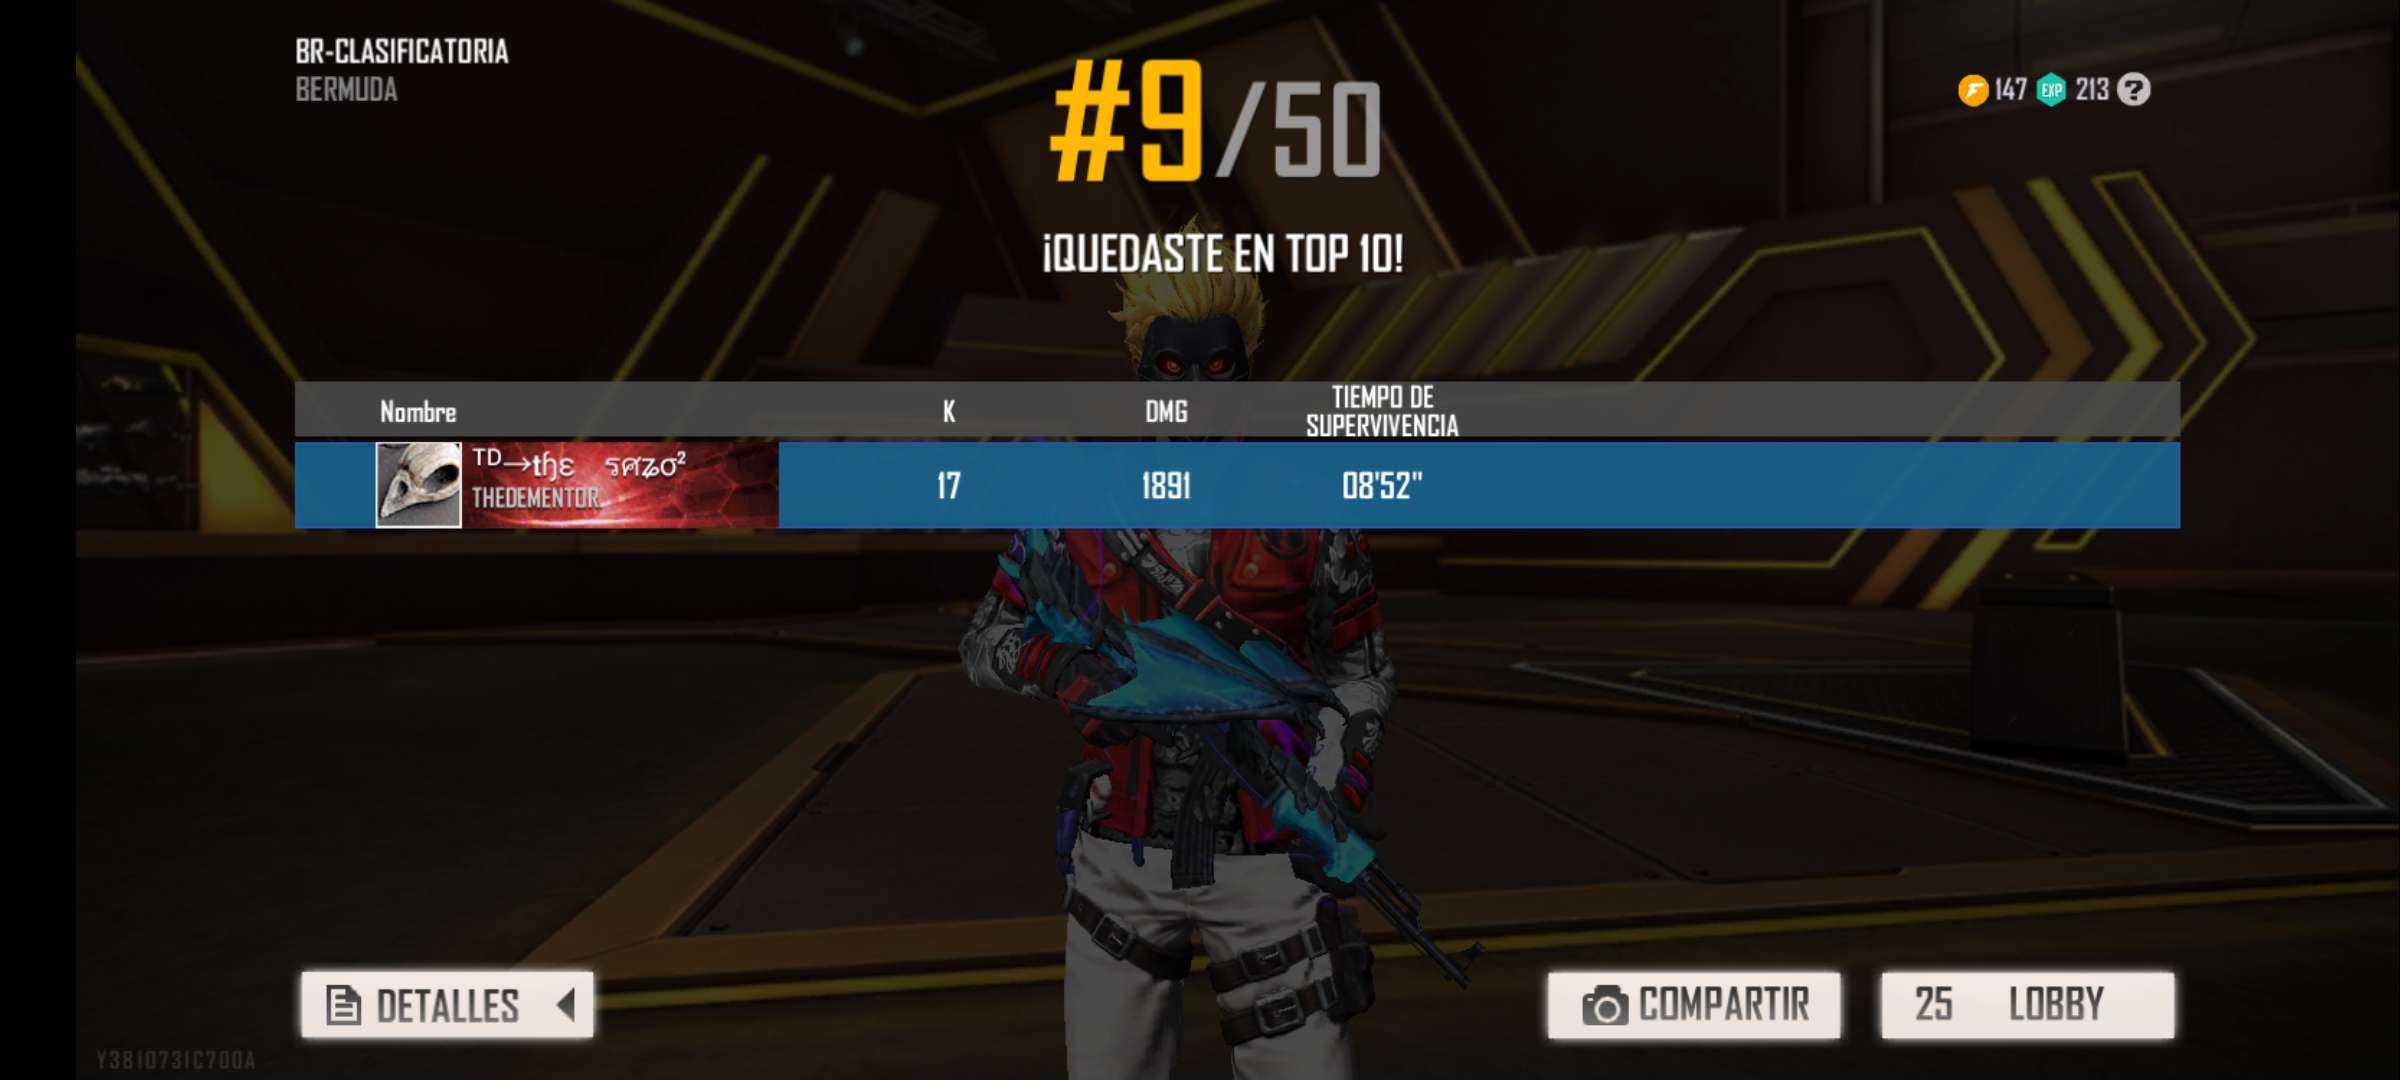 BR-CLASIFICATORIA
BERMUDA
#9/50
147 EXP 213 ?
¡QUEDASTE EN TOP 10!
Nombre K DMG TIEMPO DE
SUPERVIVENCIA
TD→
THEDEMENTOR
17 1891 08'52"
DETALLES
COMPARTIR
25 LOBBY
Y3810731C700A